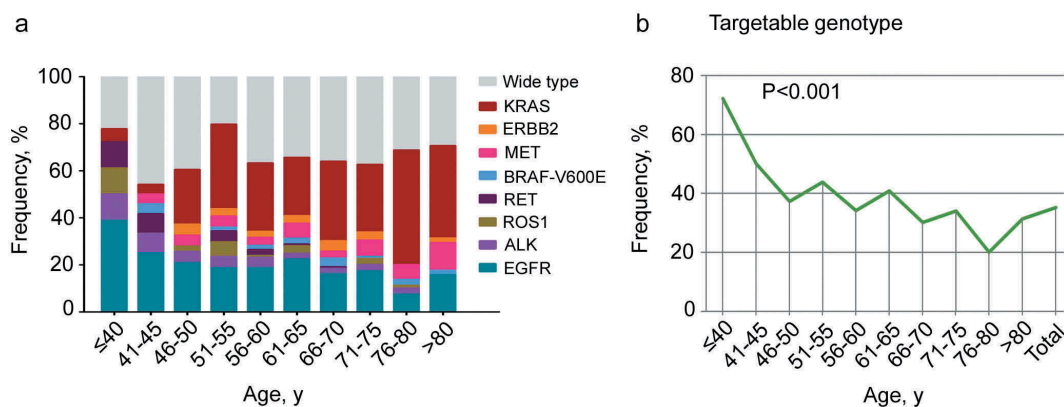 a
Frequency, %
100
80
60
40
20
0
≤40
41-45
46-50
51-55
56-60
61-65
66-70
71-75
76-80
>80
Age, y
Wide type
KRAS
ERBB2
MET
BRAF-V600E
RET
ROS1
ALK
EGFR
b Targetable genotype
P<0.001
Frequency, %
80
60
40
20
0
≤40
41-45
46-50
51-55
56-60
61-65
66-70
71-75
76-80
>80
Total
Age, y